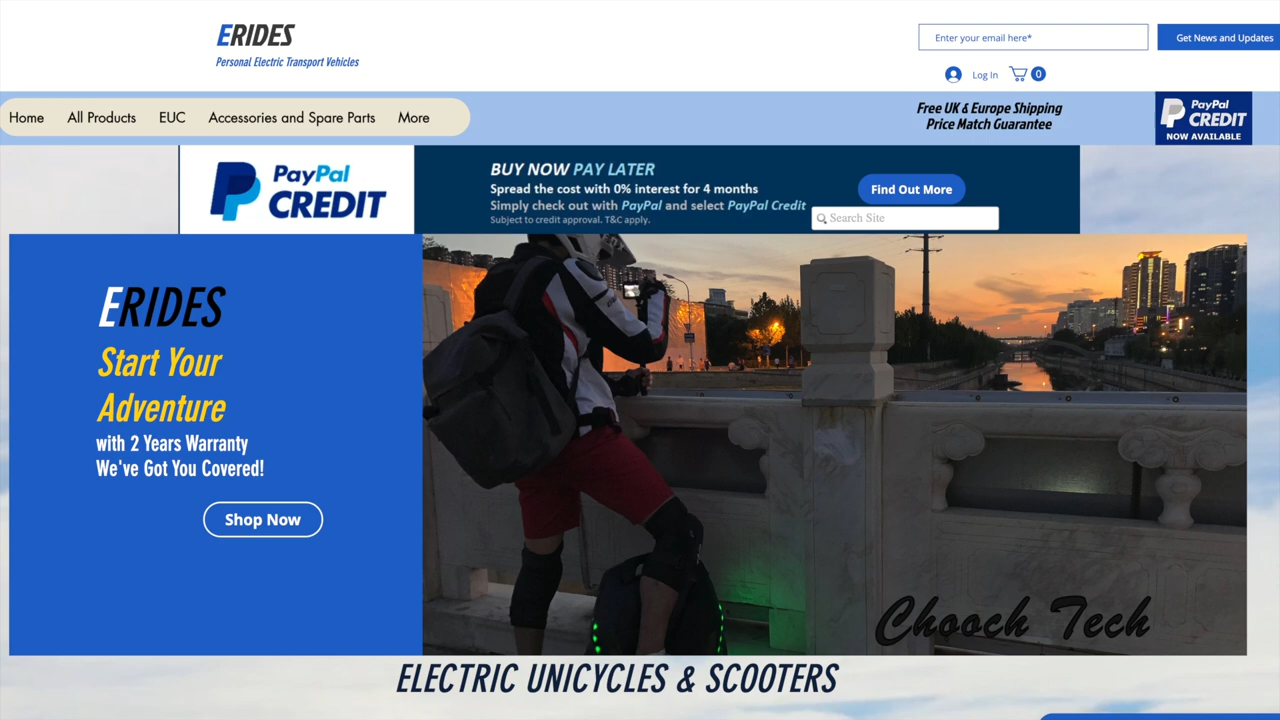 ERIDES
Personal Electric Transport Vehicles
Enter your email here*
Get News and Updates
Log In
0
Home
All Products
EUC
Accessories and Spare Parts
More
Free UK & Europe Shipping
Price Match Guarantee
PayPal
CREDIT
NOW AVAILABLE
PayPal
CREDIT
BUY NOW PAY LATER
Spread the cost with 0% interest for 4 months
Simply check out with PayPal and select PayPal Credit
Subject to credit approval. T&C apply.
Find Out More
Search Site
ERIDES
Start Your
Adventure
with 2 Years Warranty
We've Got You Covered!
Shop Now
Chooch Tech
ELECTRIC UNICYCLES & SCOOTERS